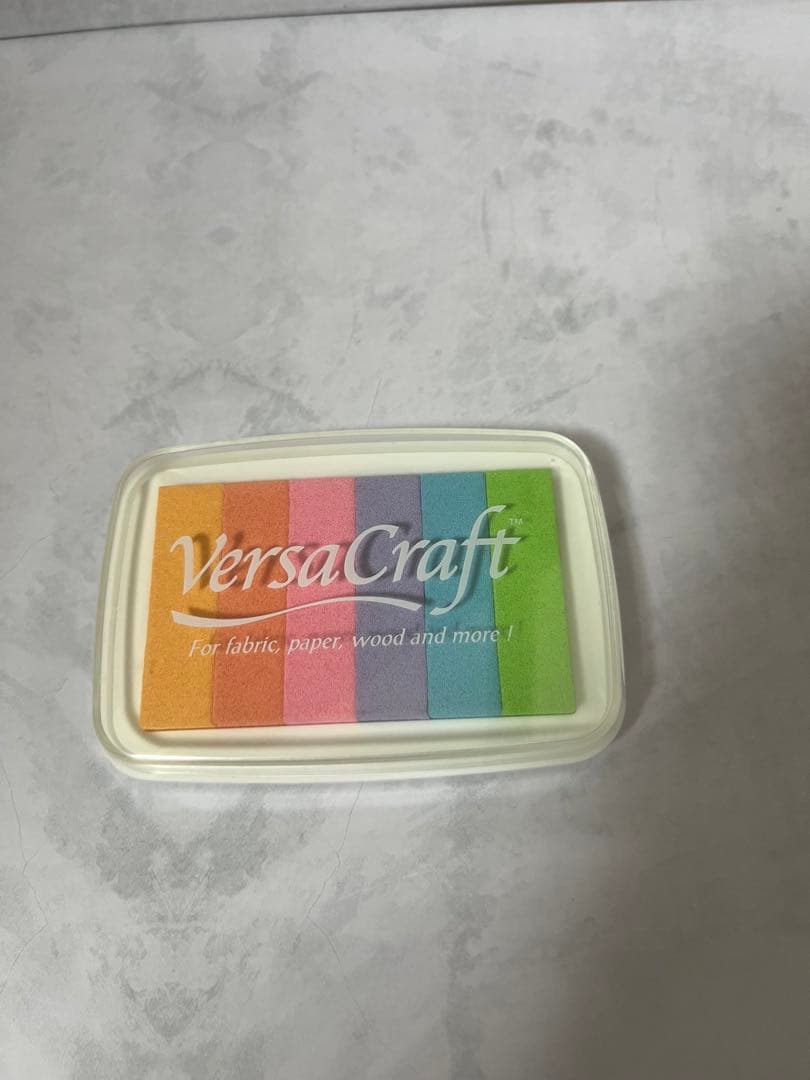 VersaCraft™
For fabric, paper, wood and more !